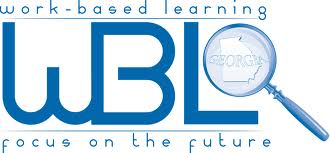 work-based learning
WBL
GEORGIA
focus on the future